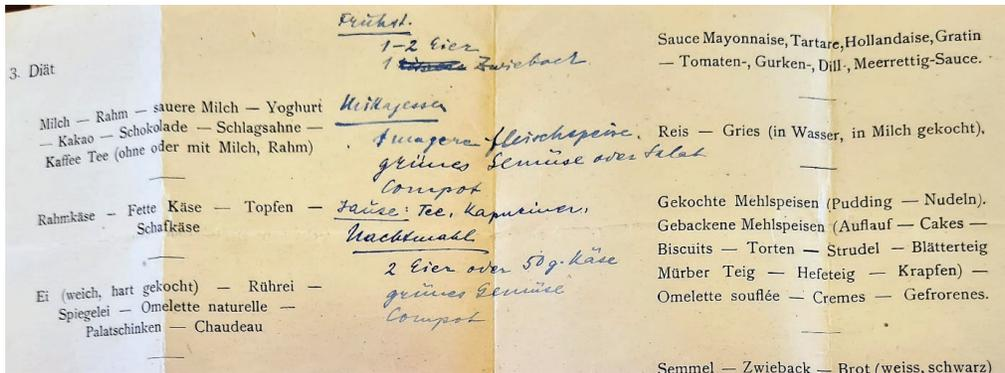 3. Diät
Milch — Rahm — sauere Milch — Yoghurt
— Kakao — Schokolade — Schlagsahne —
Kaffee Tee (ohne oder mit Milch, Rahm)
Rahmkäse — Fette Käse — Topfen —
Schafkäse
Ei (weich, hart gekocht) — Rührei —
Spiegelei — Omelette naturelle —
Palatschinken — Chaudeau
Frühst.
1-2 Eier
1 Zwieback
Mittagessen
magere Fleischspeise.
grünes Gemüse oder Salat
Compot
Jause: Tee, Kapuziner,
Nachtmahl
2 Eier oder 50 g. Käse
grünes Gemüse
Compot
Sauce Mayonnaise, Tartare, Hollandaise, Gratin
— Tomaten-, Gurken-, Dill-, Meerrettig-Sauce.
Reis — Gries (in Wasser, in Milch gekocht),
Gekochte Mehlspeisen (Pudding — Nudeln).
Gebackene Mehlspeisen (Auflauf — Cakes —
Biscuits — Torten — Strudel — Blätterteig
Mürber Teig — Hefeteig — Krapfen) —
Omelette souflée — Cremes — Gefrorenes.
Semmel — Zwieback — Brot (weiss, schwarz)